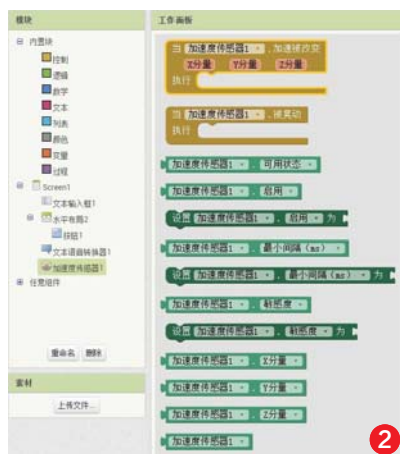 模块
内置块
控制
逻辑
数学
文本
列表
颜色
变量
过程
Screen1
文本输入框1
水平布局2
按钮1
文本语音转换器1
加速度传感器1
任意组件
重命名 删除
素材
上传文件...
工作面板
当 加速度传感器1 . 加速被改变
X分量 Y分量 Z分量
执行
当 加速度传感器1 . 被晃动
执行
加速度传感器1 . 可用状态
加速度传感器1 . 启用
设置 加速度传感器1 . 启用 为
加速度传感器1 . 最小间隔 (ms)
设置 加速度传感器1 . 最小间隔 (ms) 为
加速度传感器1 . 敏感度
设置 加速度传感器1 . 敏感度 为
加速度传感器1 . X分量
加速度传感器1 . Y分量
加速度传感器1 . Z分量
加速度传感器1
2